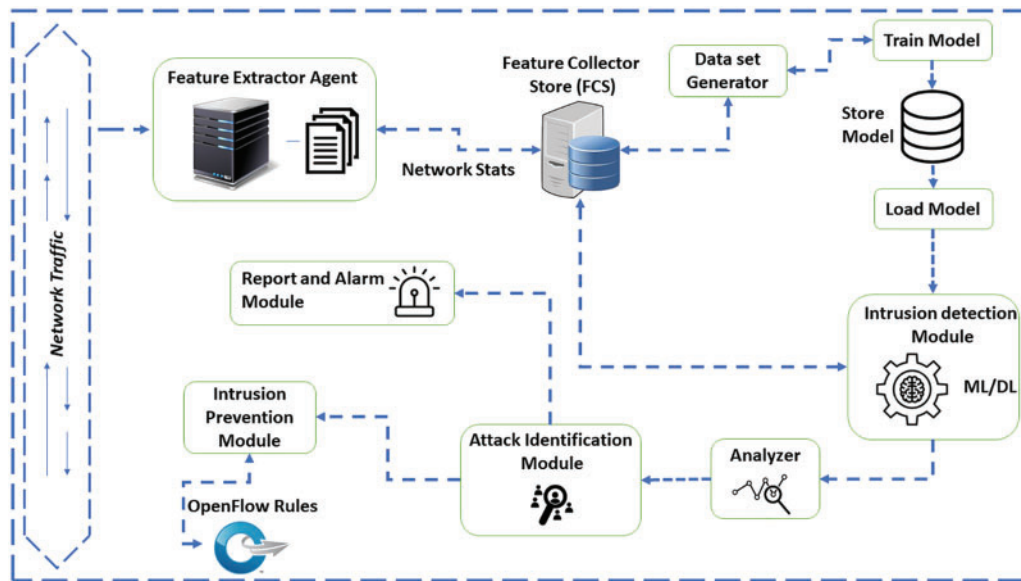 Network Traffic
Feature Extractor Agent
Network Stats
Feature Collector
Store (FCS)
Data set
Generator
Train Model
Store
Model
Load Model
Intrusion detection
Module
ML/DL
Analyzer
Attack Identification
Module
Report and Alarm
Module
Intrusion
Prevention
Module
OpenFlow Rules